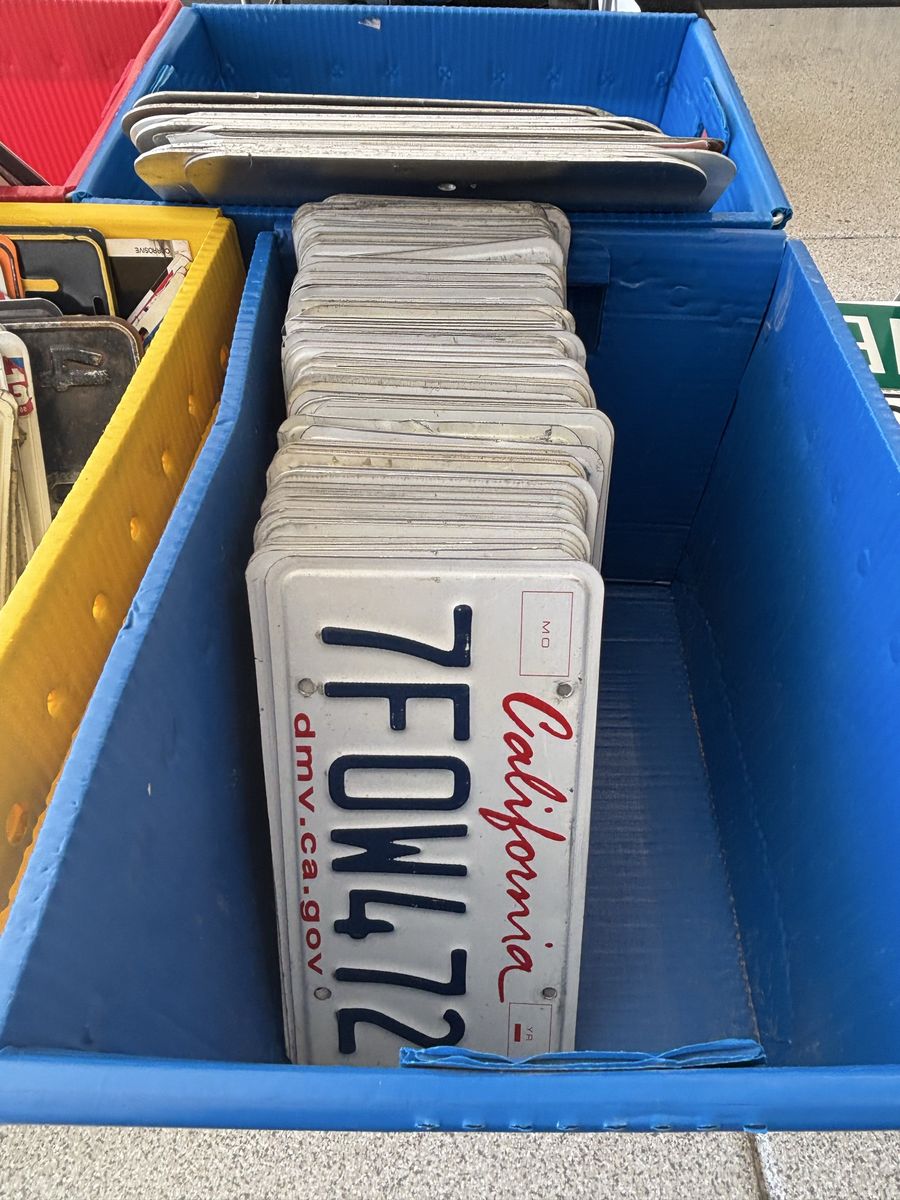 MO
California
YR
7FOW472
dmv.ca.gov